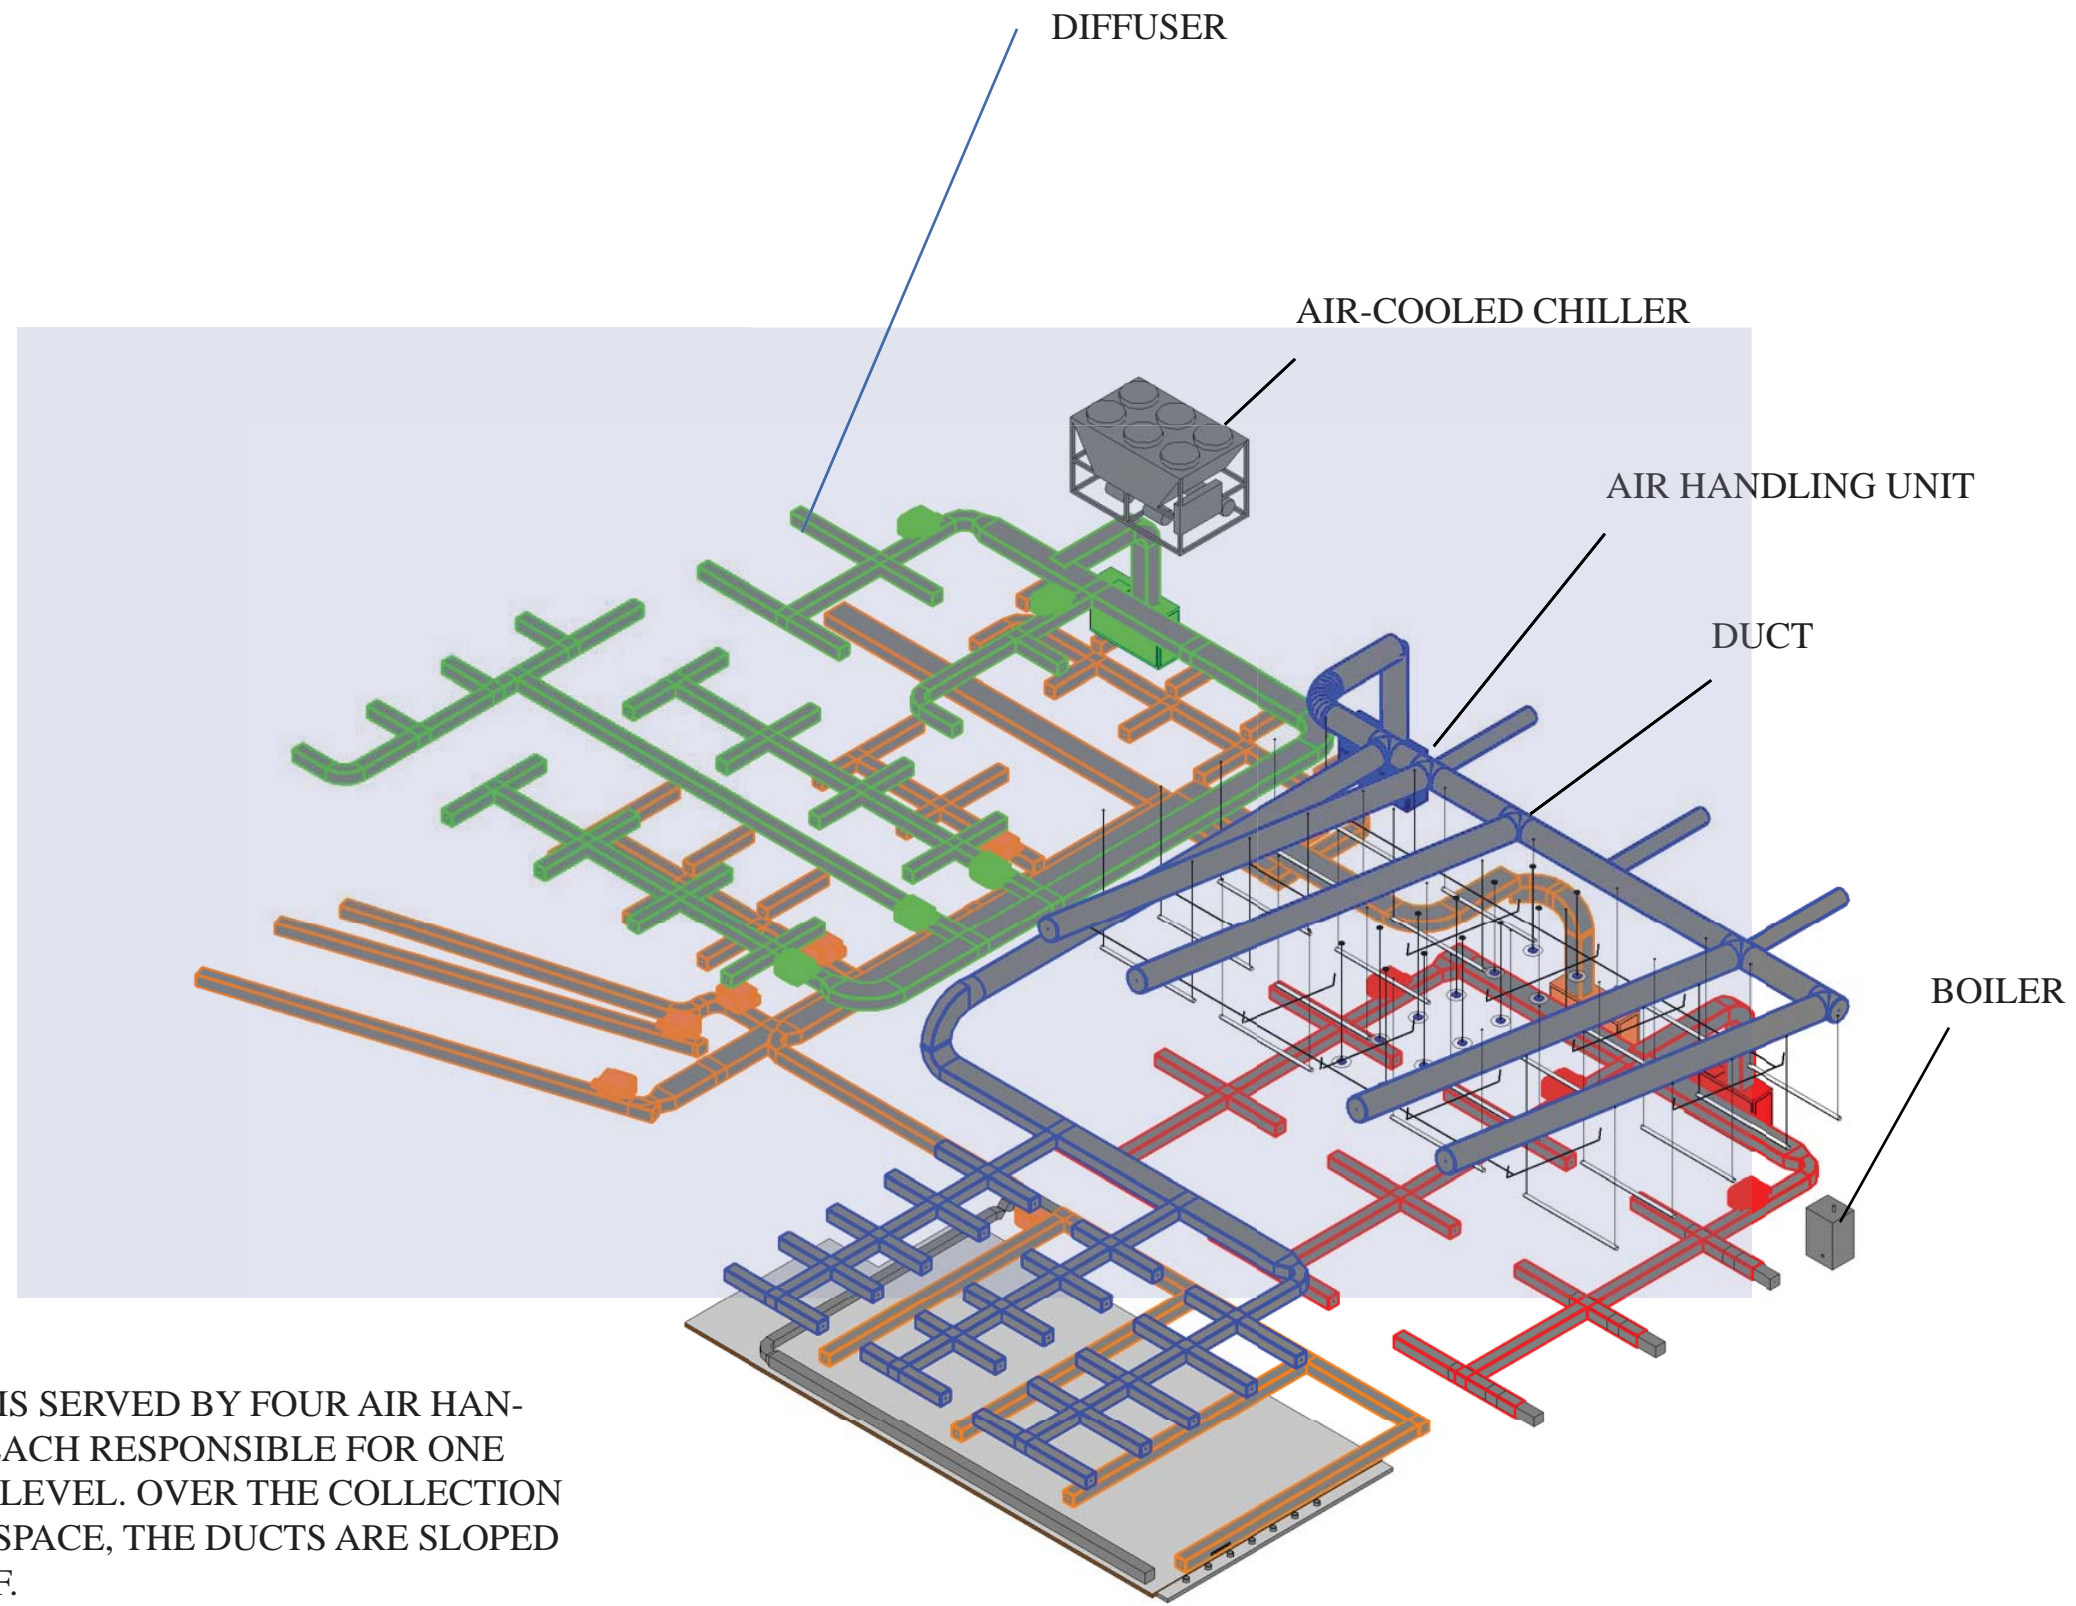 DIFFUSER
AIR-COOLED CHILLER
AIR HANDLING UNIT
DUCT
BOILER
IS SERVED BY FOUR AIR HAN-
EACH RESPONSIBLE FOR ONE
LEVEL. OVER THE COLLECTION
SPACE, THE DUCTS ARE SLOPED
F.